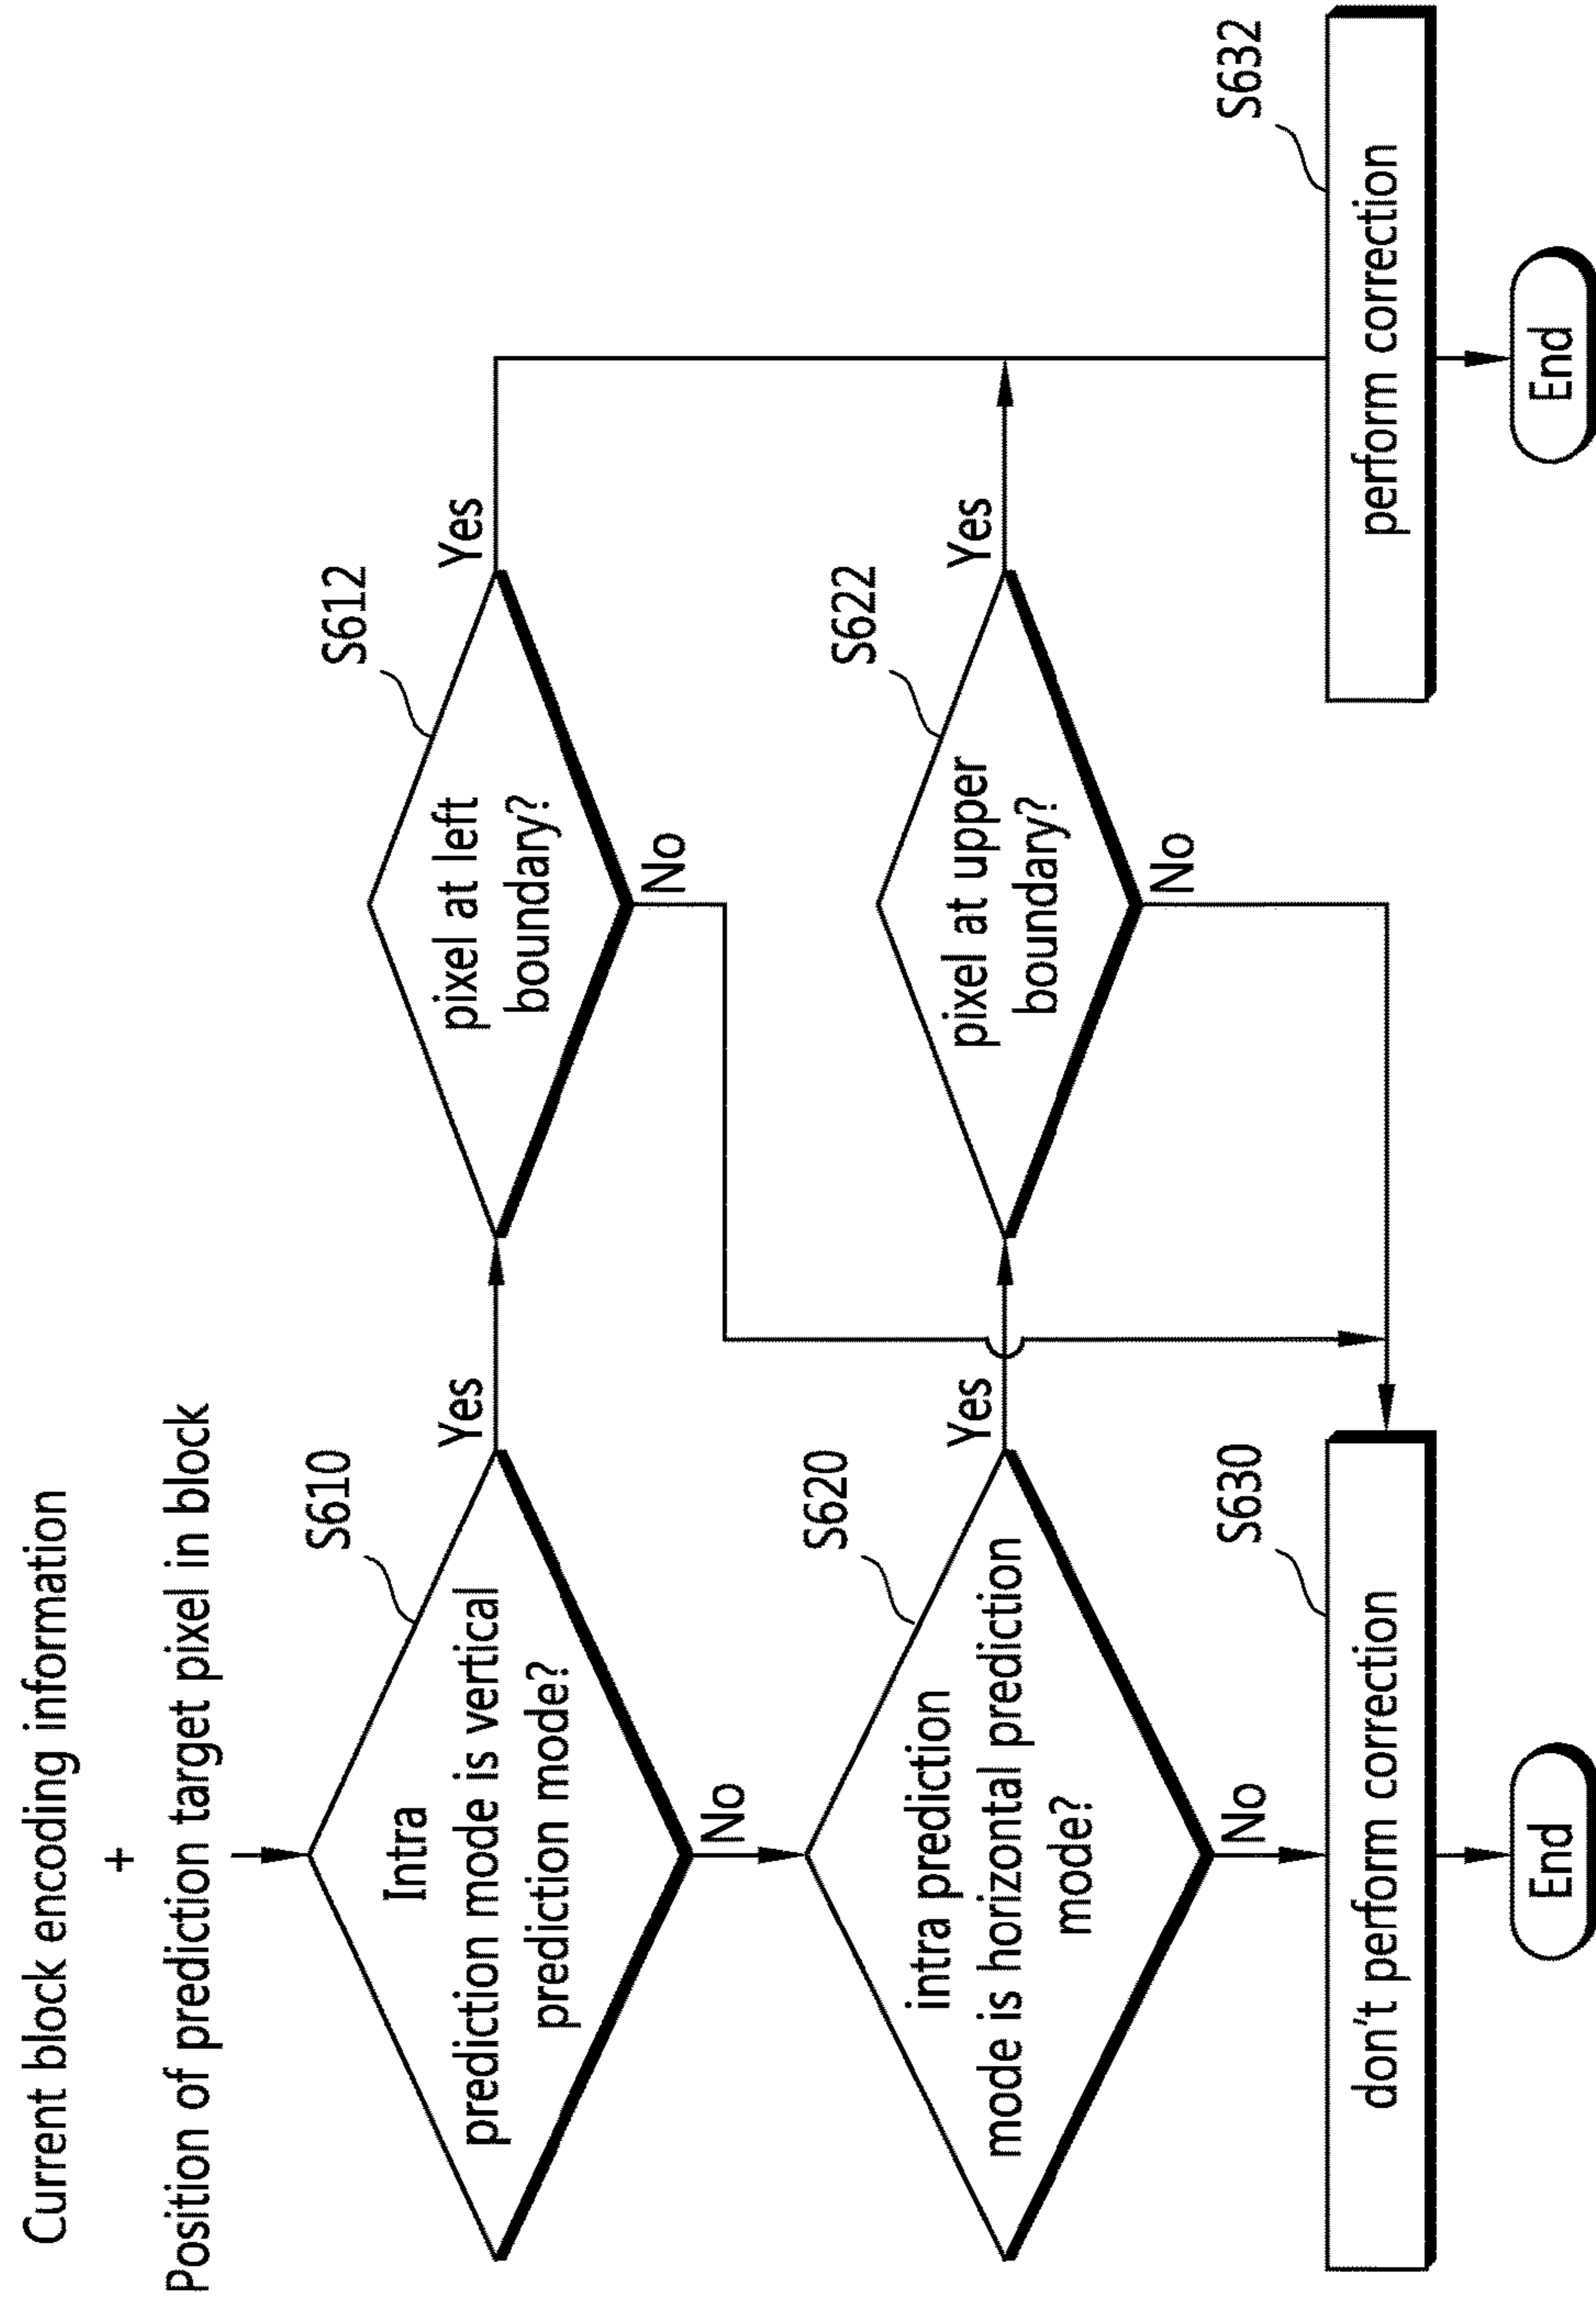 Current block encoding information
+
Position of prediction target pixel in block
S610
Intra
prediction mode is vertical
prediction mode?
Yes
No
S612
pixel at left
boundary?
Yes
No
S620
intra prediction
mode is horizontal prediction
mode?
Yes
No
S622
pixel at upper
boundary?
Yes
No
S630
don't perform correction
S632
perform correction
End
End